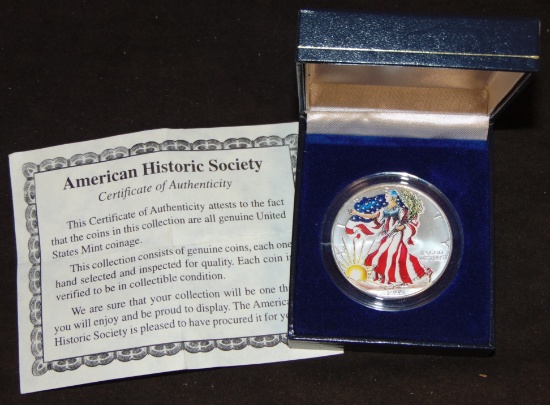 American Historic Society
Certificate of Authenticity
This Certificate of Authenticity attests to the fact
that the coins in this collection are all genuine United
States Mint coinage.
This collection consists of genuine coins, each one
hand selected and inspected for quality. Each coin
verified to be in collectible condition.
We are sure that your collection will be one
you will enjoy and be proud to display. The
Historic Society is pleased to have procured it for